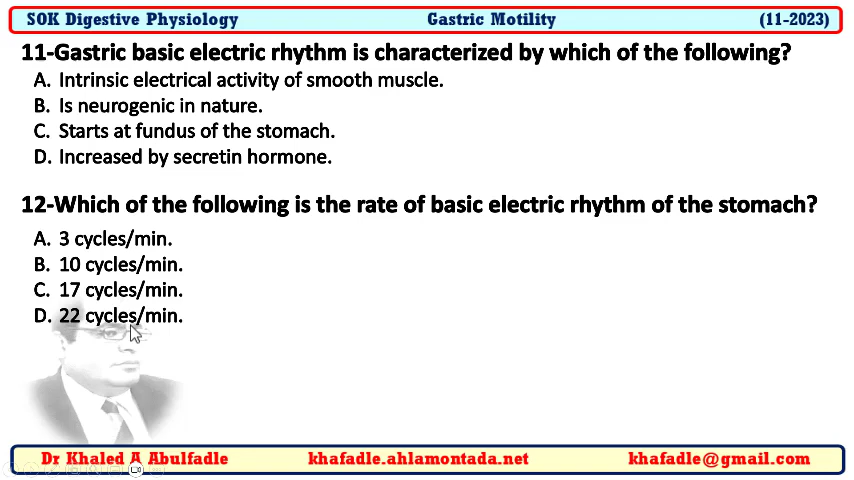 SOK Digestive Physiology Gastric Motility (11-2023)
11-Gastric basic electric rhythm is characterized by which of the following?
A. Intrinsic electrical activity of smooth muscle.
B. Is neurogenic in nature.
C. Starts at fundus of the stomach.
D. Increased by secretin hormone.
12-Which of the following is the rate of basic electric rhythm of the stomach?
A. 3 cycles/min.
B. 10 cycles/min.
C. 17 cycles/min.
D. 22 cycles/min.
Dr Khaled A Abulfadle khafadle.ahlamontada.net khafadle@gmail.com